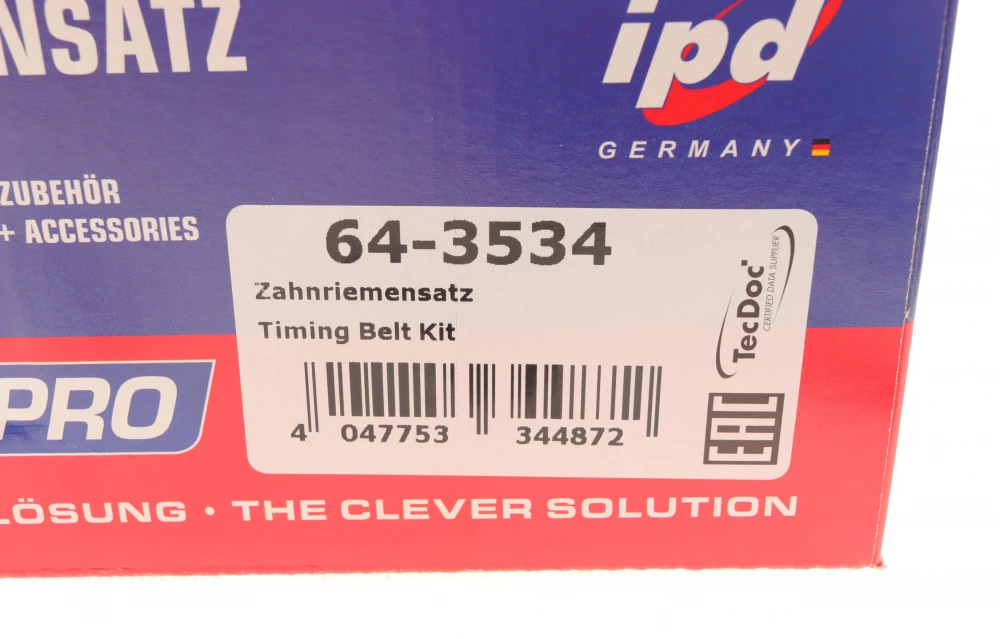 NSATZ
ipd
GERMANY
ZUBEHÖR
+ ACCESSORIES
64-3534
Zahnriemensatz
Timing Belt Kit
4 047753 344872
TecDoc
CERTIFIED DATA SUPPLIER
EAC
PRO
LÖSUNG · THE CLEVER SOLUTION